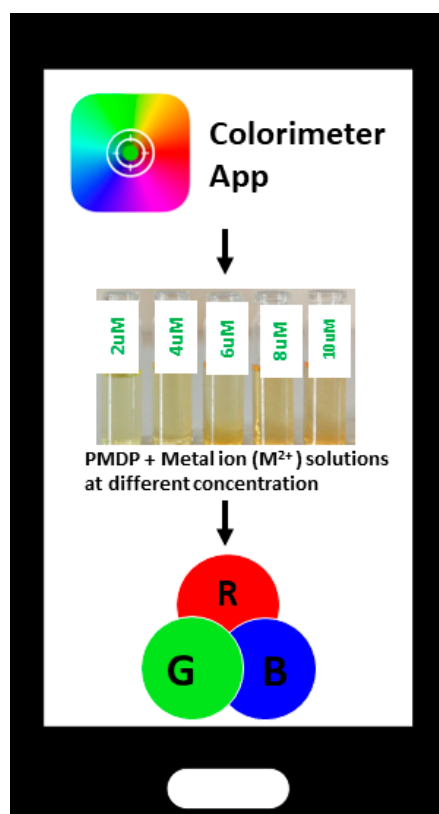 Colorimeter
App
2uM
4uM
6uM
8uM
10uM
PMDP + Metal ion (M²⁺) solutions
at different concentration
R
G
B